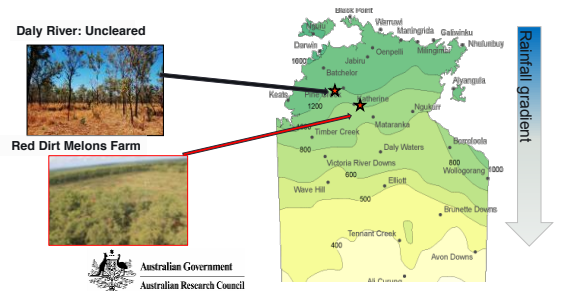 Daly River: Uncleared
Red Dirt Melons Farm
Australian Government
Australian Research Council
Black Point
Warruwi
Maningrida
Galiwinku
Nhulunbuy
Milingimbi
Oenpelli
Darwin
1600
Jabiru
Batchelor
Alyangula
Katherine
Ngukurr
1200
Mataranka
Timber Creek
800
Daly Waters
Borroloola
800
1000
Wollogorang
Victoria River Downs
600
Elliott
Wave Hill
500
Brunette Downs
Tennant Creek
400
Avon Downs
Ali Curung
Rainfall gradient